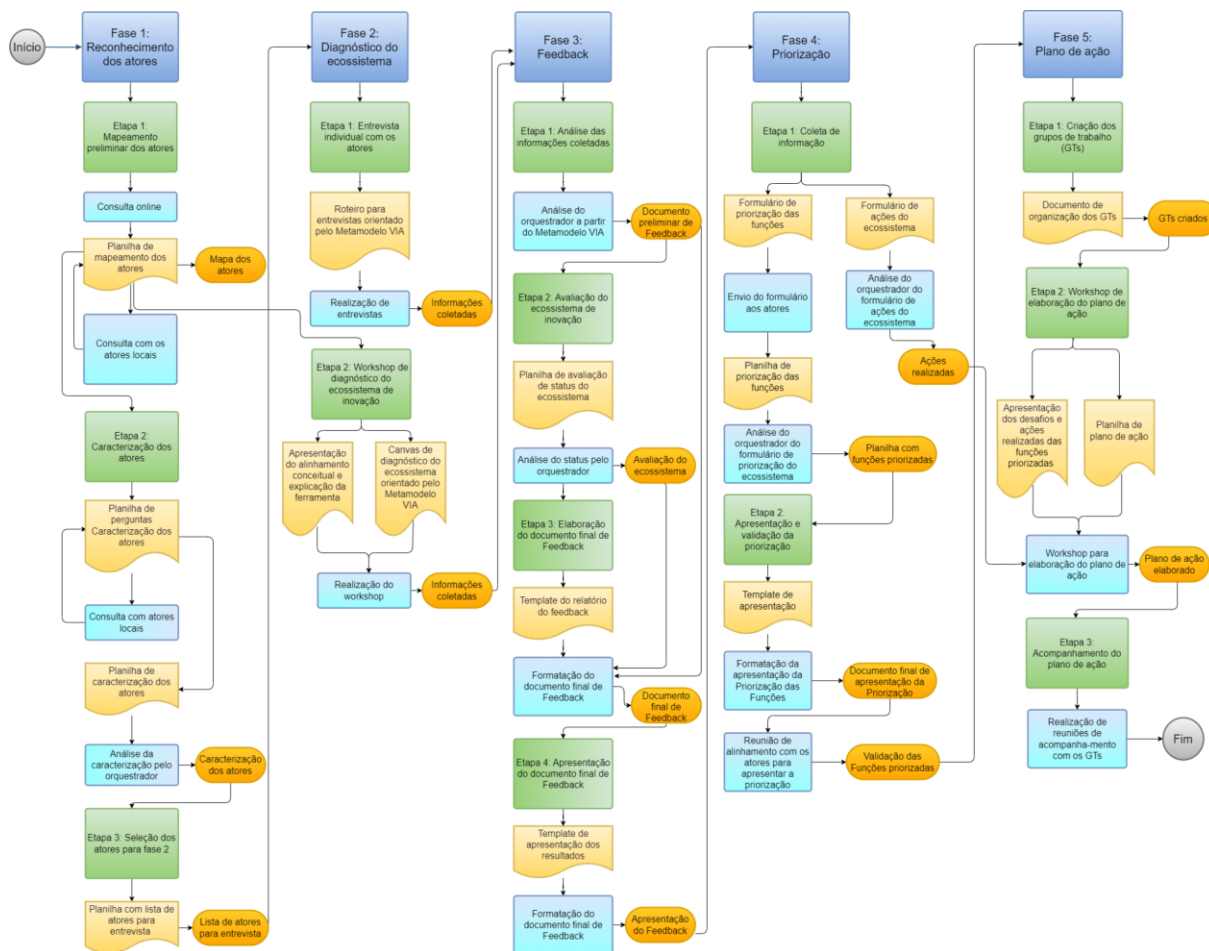 Início
Fase 1:
Reconhecimento
dos atores
Etapa 1:
Mapeamento
preliminar dos atores
Consulta online
Planilha de
mapeamento dos
atores
Mapa dos
atores
Consulta com os
atores locais
Etapa 2:
Caracterização dos
atores
Planilha de
perguntas
Caracterização dos
atores
Consulta com atores
locais
Planilha de
caracterização dos
atores
Análise da
caracterização pelo
orquestrador
Caracterização
dos atores
Etapa 3: Seleção dos
atores para fase 2
Planilha com lista de
atores para
entrevista
Lista de atores
para entrevista
Fase 2:
Diagnóstico do
ecossistema
Etapa 1: Entrevista
individual com os
atores
Roteiro para
entrevistas orientado
pelo Metamodelo VIA
Realização de
entrevistas
Informações
coletadas
Etapa 2: Workshop de
diagnóstico do
ecossistema de
inovação
Apresentação
do alinhamento
conceitual e
explicação da
ferramenta
Canvas de
diagnóstico do
ecossistema
orientado pelo
Metamodelo
VIA
Realização do
workshop
Informações
coletadas
Fase 3:
Feedback
Etapa 1: Análise das
informações coletadas
Análise do
orquestrador a partir
do Metamodelo VIA
Documento
preliminar de
Feedback
Etapa 2: Avaliação do
ecossistema de
inovação
Planilha de avaliação
de status do
ecossistema
Análise do status pelo
orquestrador
Avaliação do
ecossistema
Etapa 3: Elaboração
do documento final de
Feedback
Template do relatório
do feedback
Formatação do
documento final de
Feedback
Documento
final de
Feedback
Etapa 4: Apresentação
do documento final de
Feedback
Template de
apresentação dos
resultados
Formatação do
documento final de
Feedback
Apresentação
do Feedback
Fase 4:
Priorização
Etapa 1: Coleta de
informação
Formulário de
priorização das
funções
Formulário de
ações do
ecossistema
Envio do formulário
aos atores
Análise do
orquestrador do
formulário de
ações do
ecossistema
Ações
realizadas
Planilha de
priorização das
funções
Análise do
orquestrador do
formulário de
priorização do
ecossistema
Planilha com
funções priorizadas
Etapa 2:
Apresentação e
validação da
priorização
Template de
apresentação
Formatação da
apresentação da
Priorização das
Funções
Documento final de
apresentação da
Priorização
Reunião de
alinhamento com os
atores para
apresentar a
priorização
Validação das
Funções priorizadas
Fase 5:
Plano de ação
Etapa 1: Criação dos
grupos de trabalho
(GTs)
Documento de
organização dos GTs
GTs criados
Etapa 2: Workshop de
elaboração do plano de
ação
Apresentação
dos desafios e
ações
realizadas das
funções
priorizadas
Planilha de
plano de ação
Workshop para
elaboração do plano de
ação
Plano de ação
elaborado
Etapa 3:
Acompanhamento do
plano de ação
Realização de
reuniões de
acompanha-mento
com os GTs
Fim